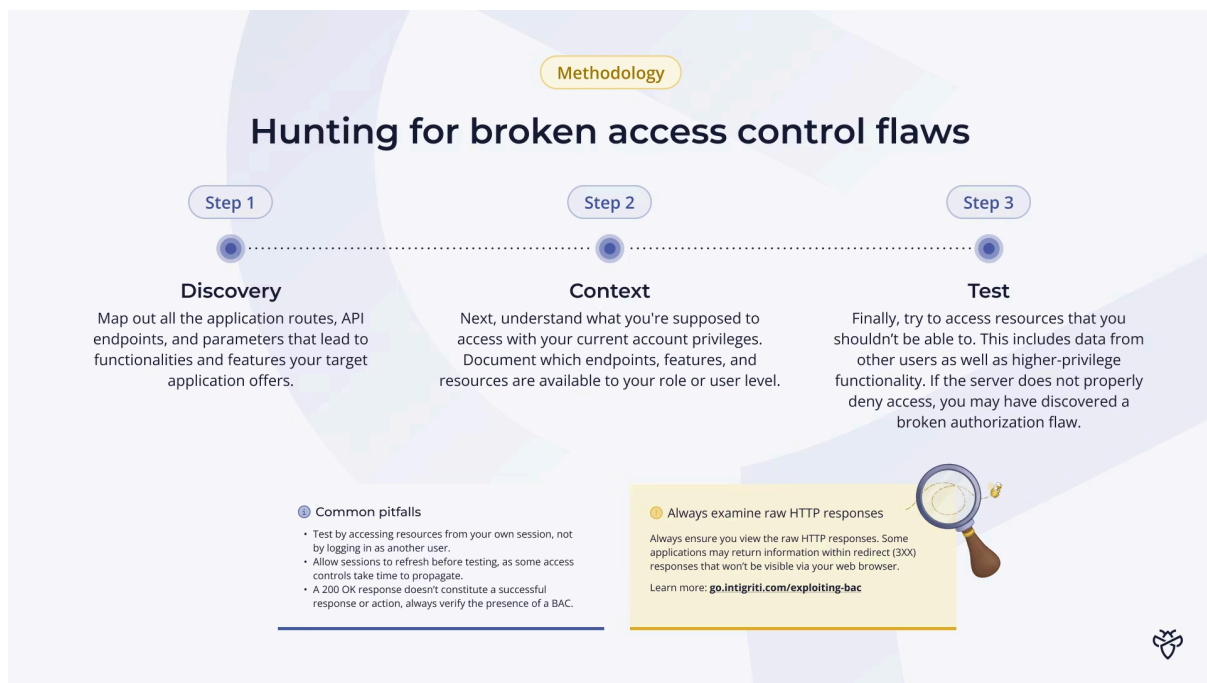 Methodology
Hunting for broken access control flaws
Step 1
Step 2
Step 3
Discovery
Map out all the application routes, API
endpoints, and parameters that lead to
functionalities and features your target
application offers.
Context
Next, understand what you're supposed to
access with your current account privileges.
Document which endpoints, features, and
resources are available to your role or user level.
Test
Finally, try to access resources that you
shouldn’t be able to. This includes data from
other users as well as higher-privilege
functionality. If the server does not properly
deny access, you may have discovered a
broken authorization flaw.
Common pitfalls
• Test by accessing resources from your own session, not
by logging in as another user.
• Allow sessions to refresh before testing, as some access
controls take time to propagate.
• A 200 OK response doesn’t constitute a successful
response or action, always verify the presence of a BAC.
Always examine raw HTTP responses
Always ensure you view the raw HTTP responses. Some
applications may return information within redirect (3XX)
responses that won’t be visible via your web browser.
Learn more: go.intigriti.com/exploiting-bac